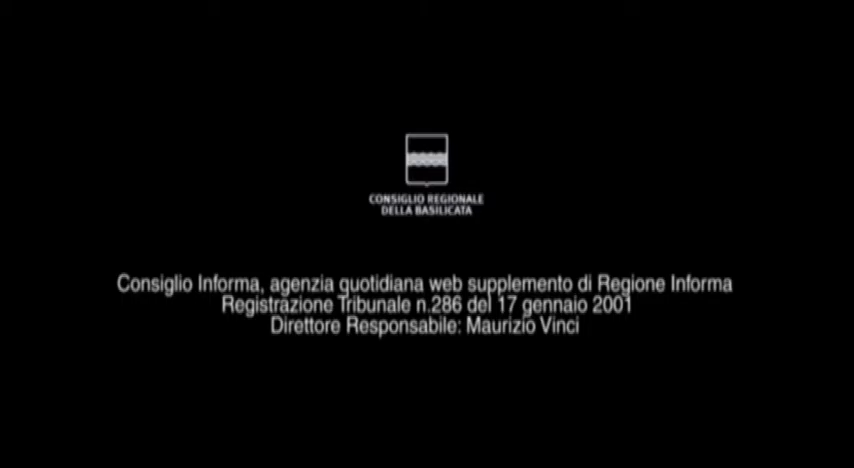 CONSIGLIO REGIONALE
DELLA BASILICATA
Consiglio Informa, agenzia quotidiana web supplemento di Regione Informa
Registrazione Tribunale n.286 del 17 gennaio 2001
Direttore Responsabile: Maurizio Vinci